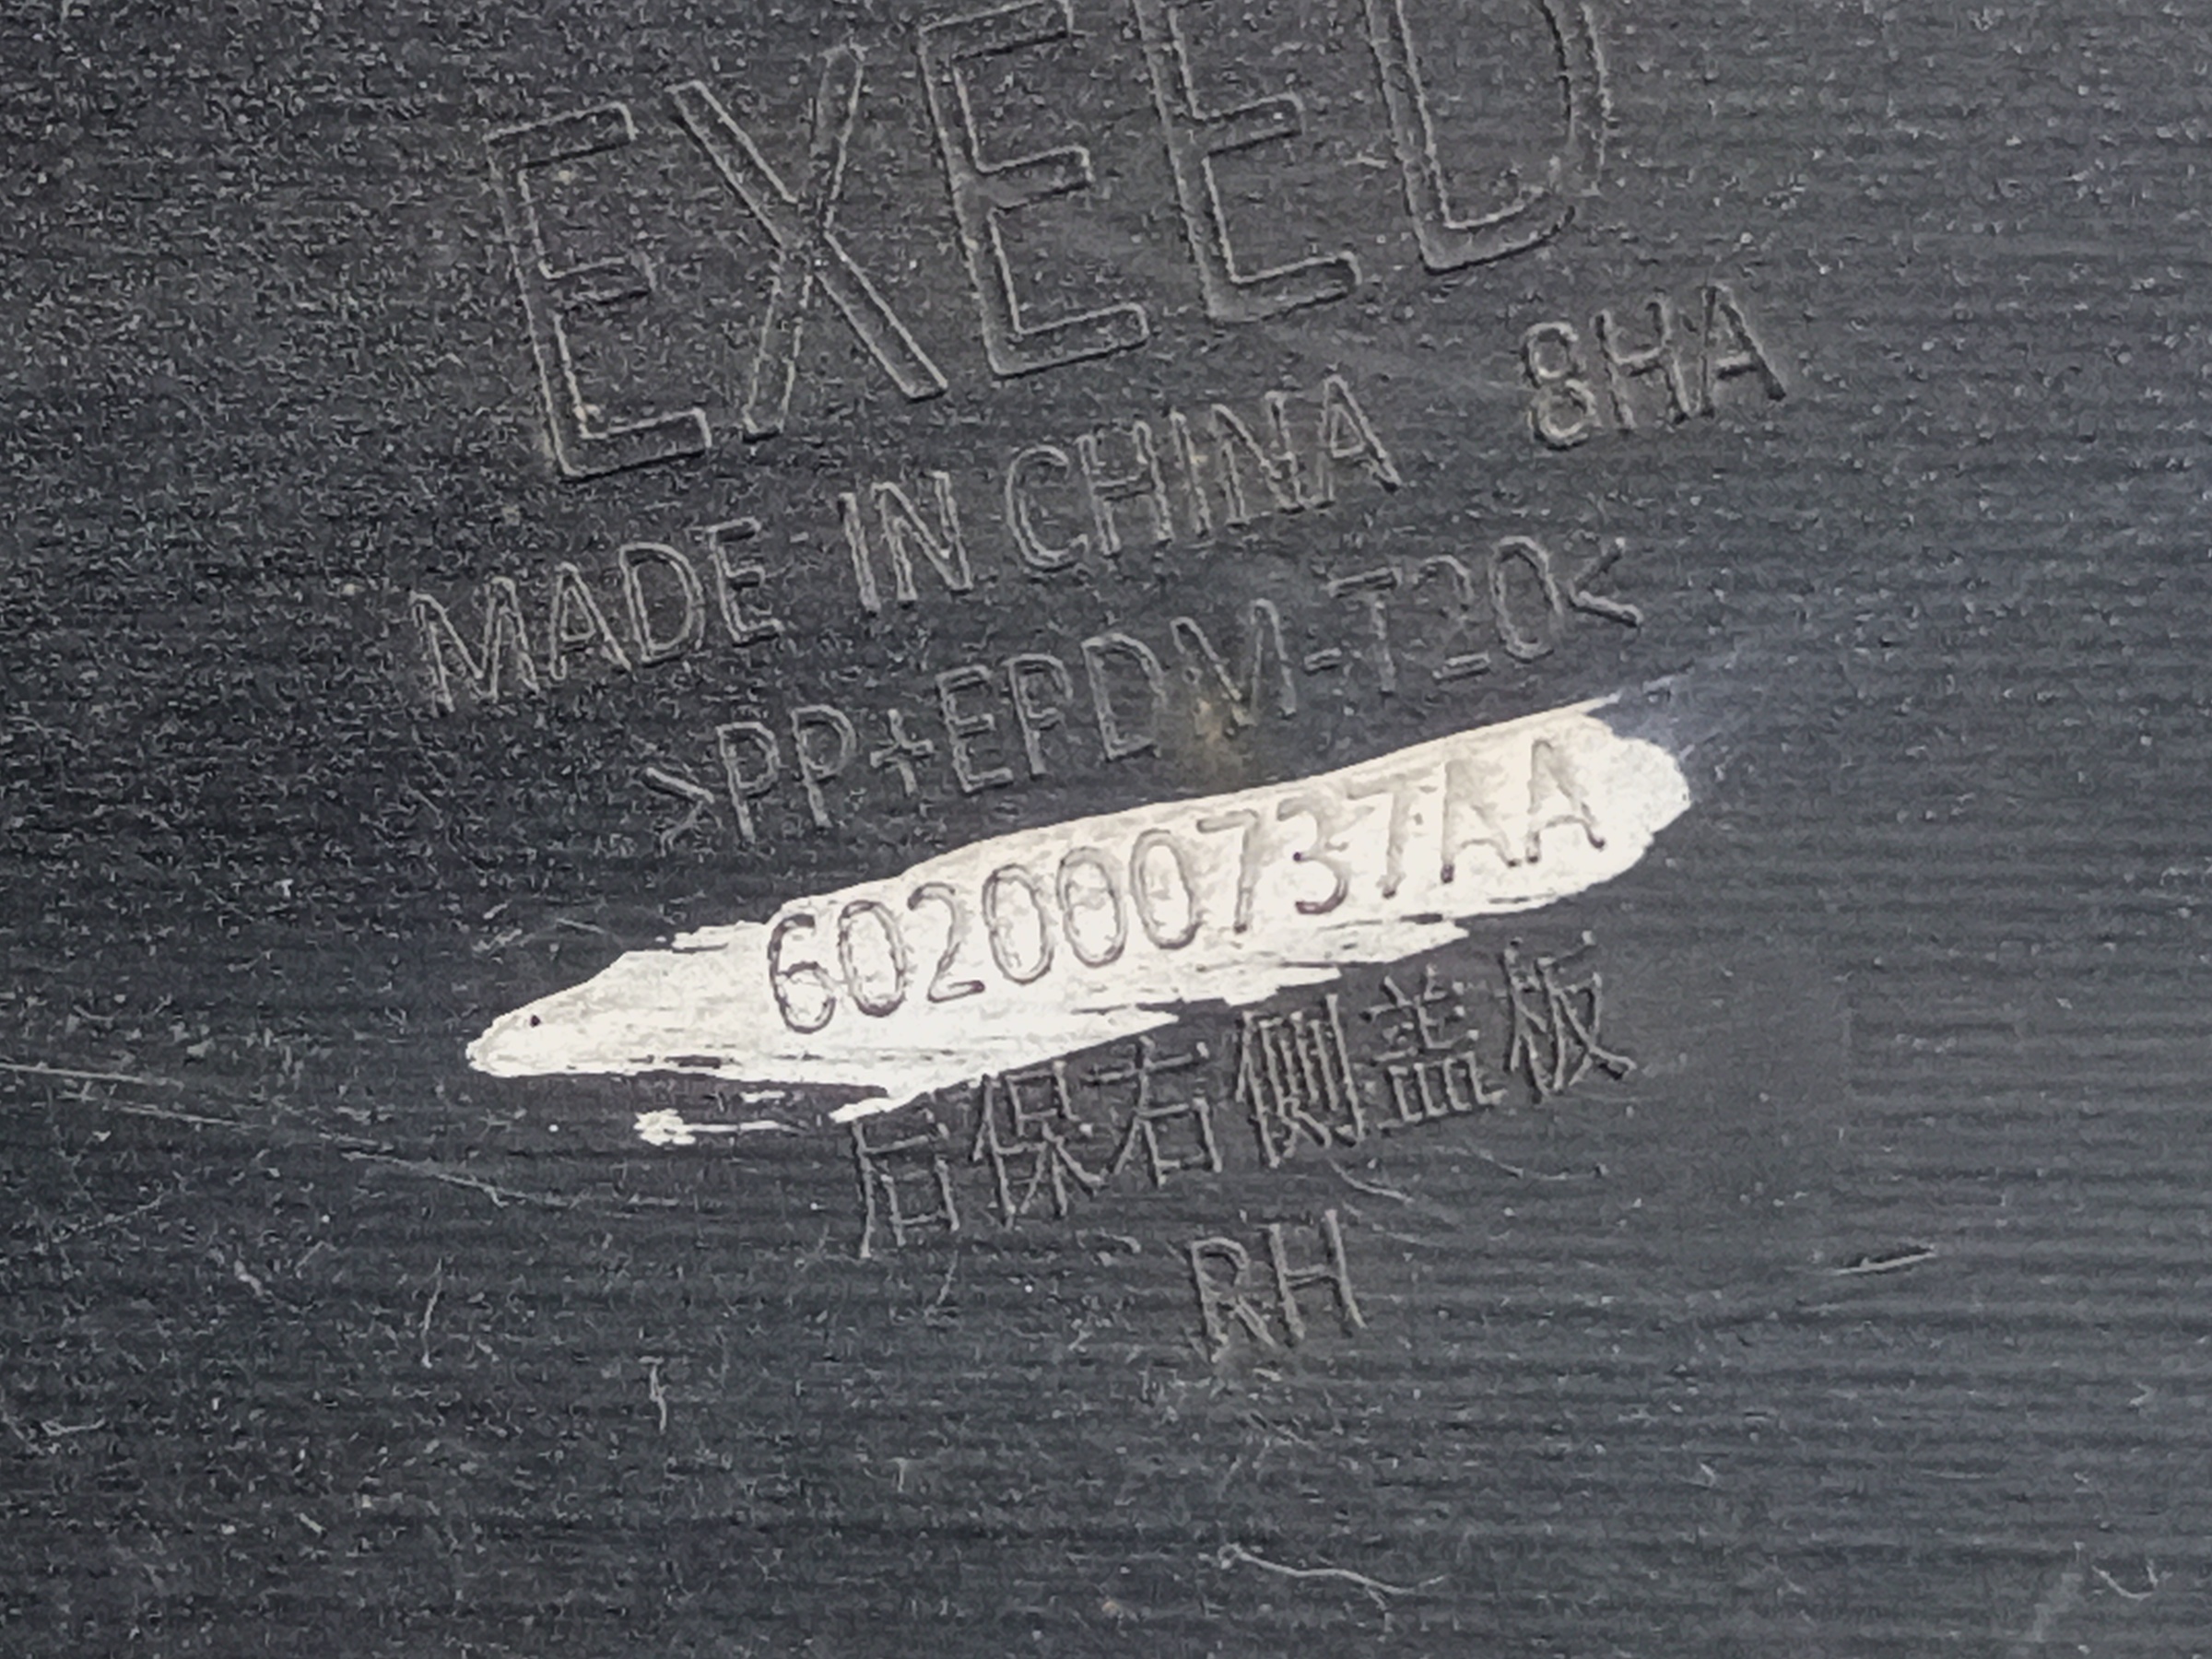 EXEED
8HA
MADE IN CHINA
>PP+EPDM-T20<
602000737AA
后保右侧盖板
RH